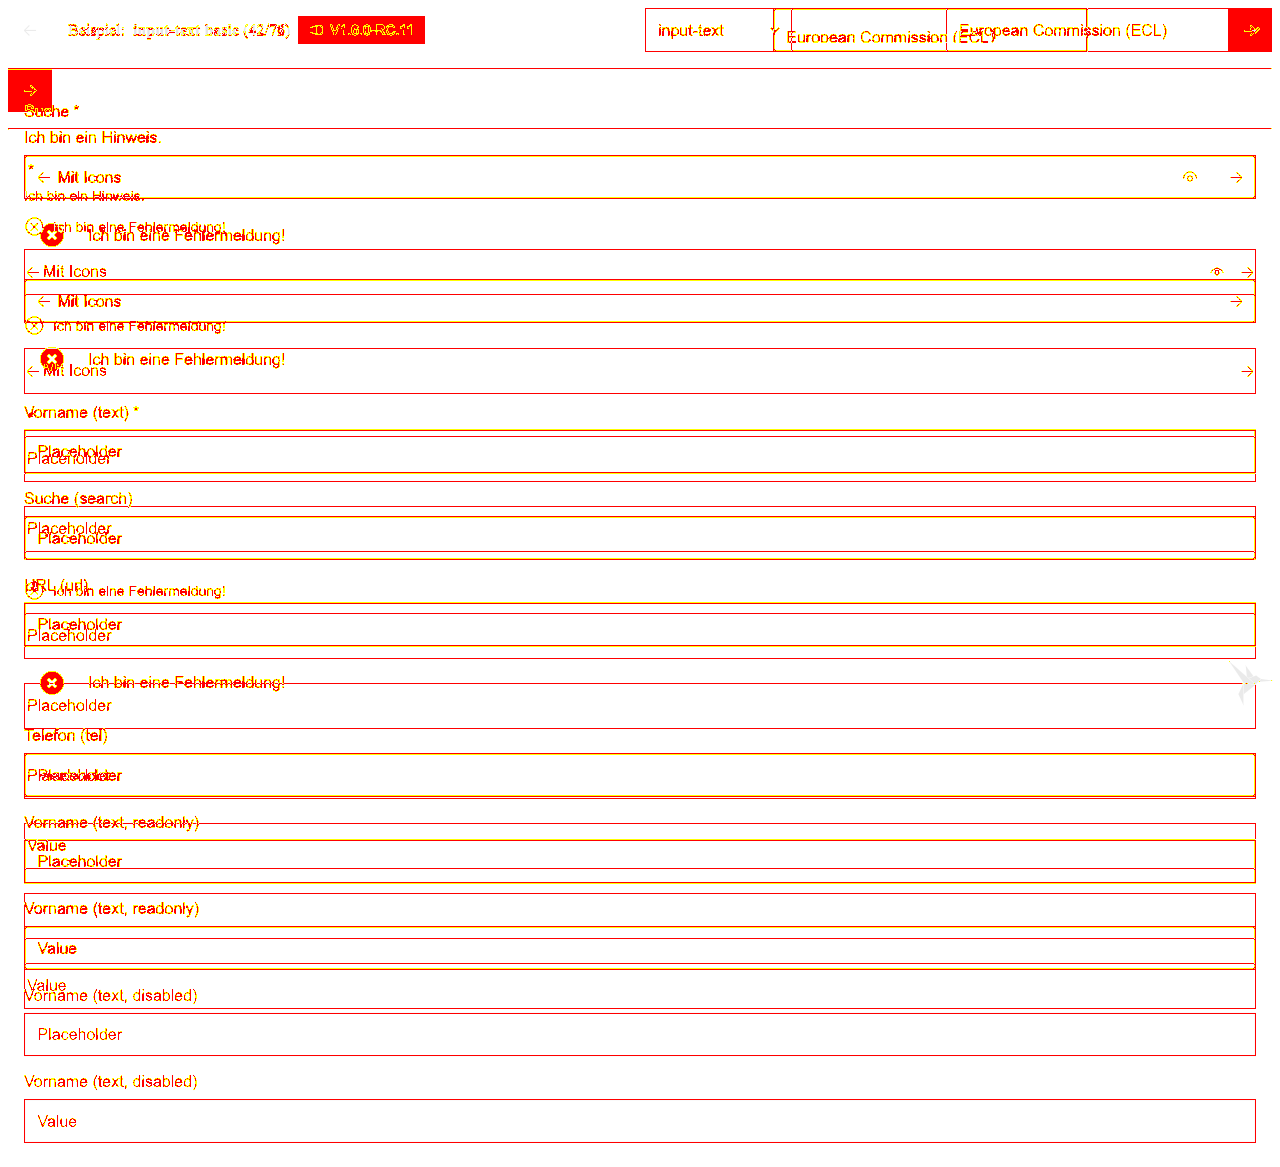 Beispiel: Input-text basic (42/76) V1.6.0-RC.11 input-text European Commission (ECL) European Commission (ECL)
Suche *
Ich bin ein Hinweis.
*
Mit Icons
Ich bin ein Hinweis.
Ich bin eine Fehlermeldung!
Ich bin eine Fehlermeldung!
Mit Icons
Mit Icons
Ich bin eine Fehlermeldung!
Ich bin eine Fehlermeldung!
Mit Icons
Vorname (text) *
Placeholder
Placeholder
Suche (search)
Placeholder
Placeholder
URL (url)
Ich bin eine Fehlermeldung!
Placeholder
Placeholder
Ich bin eine Fehlermeldung!
Placeholder
Telefon (tel)
Placeholder
Placeholder
Vorname (text, readonly)
Value
Placeholder
Vorname (text, readonly)
Value
Value
Vorname (text, disabled)
Placeholder
Vorname (text, disabled)
Value